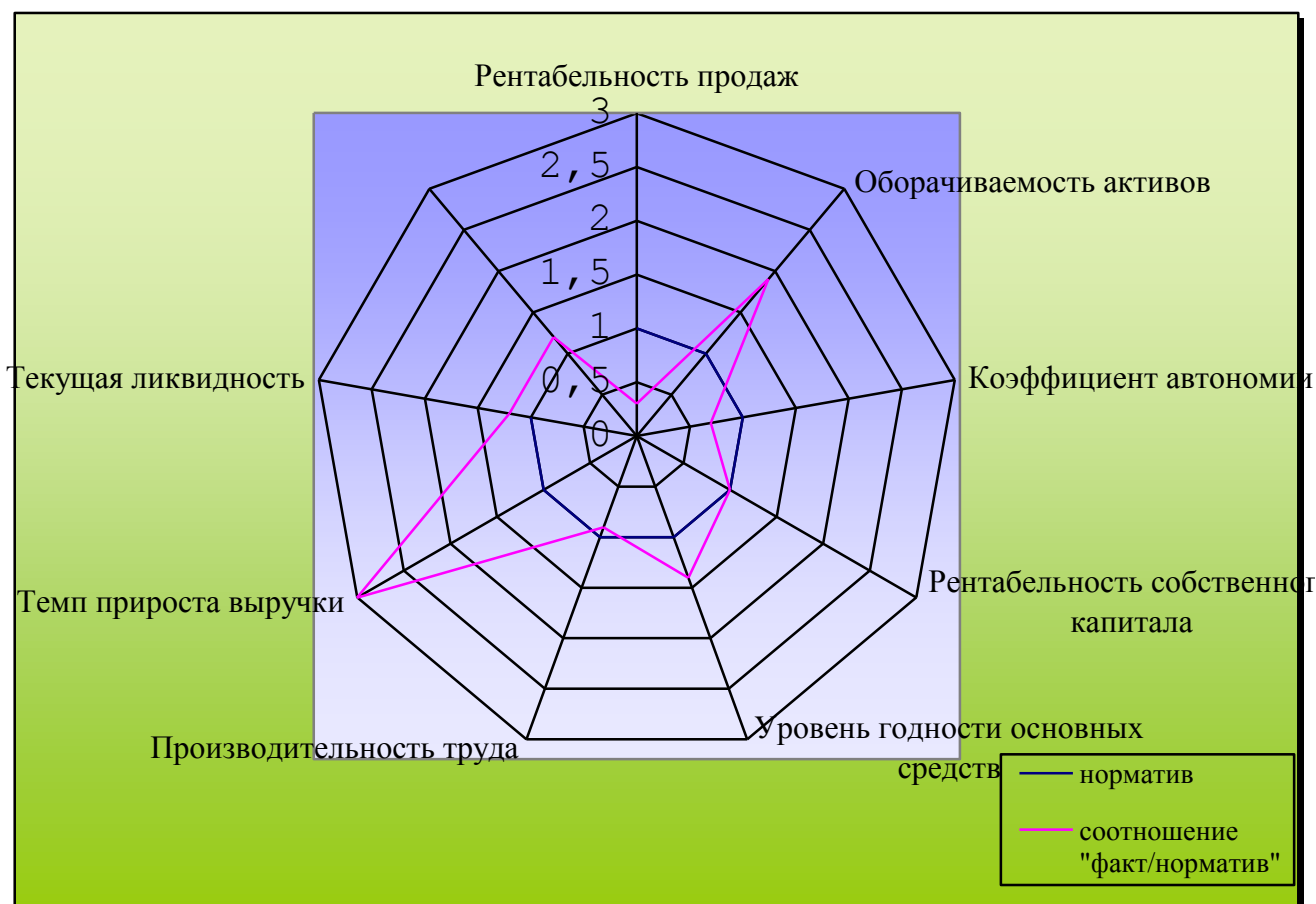 Рентабельность продаж
3
2,5
2
1,5
1
0,5
0
Оборачиваемость активов
Коэффициент автономии
Рентабельность собственног
капитала
Уровень годности основных
средств
Производительность труда
Темп прироста выручки
Текущая ликвидность
норматив
соотношение
"факт/норматив"